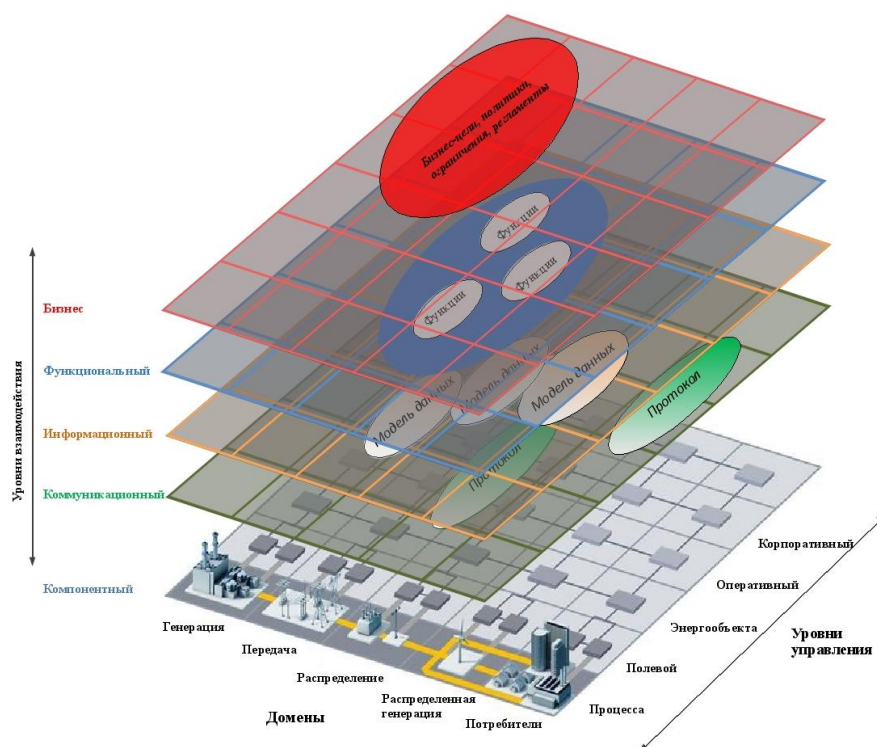 Бизнес-цели, политики,
ограничения, регламенты
Функции
Функции
Функции
Модель данных
Модель данных
Модель данных
Протокол
Протокол
Уровни взаимодействия
Бизнес
Функциональный
Информационный
Коммуникационный
Компонентный
Генерация
Передача
Распределение
Распределенная
генерация
Потребители
Домены
Корпоративный
Оперативный
Энергообъекта
Полевой
Процесса
Уровни
управления